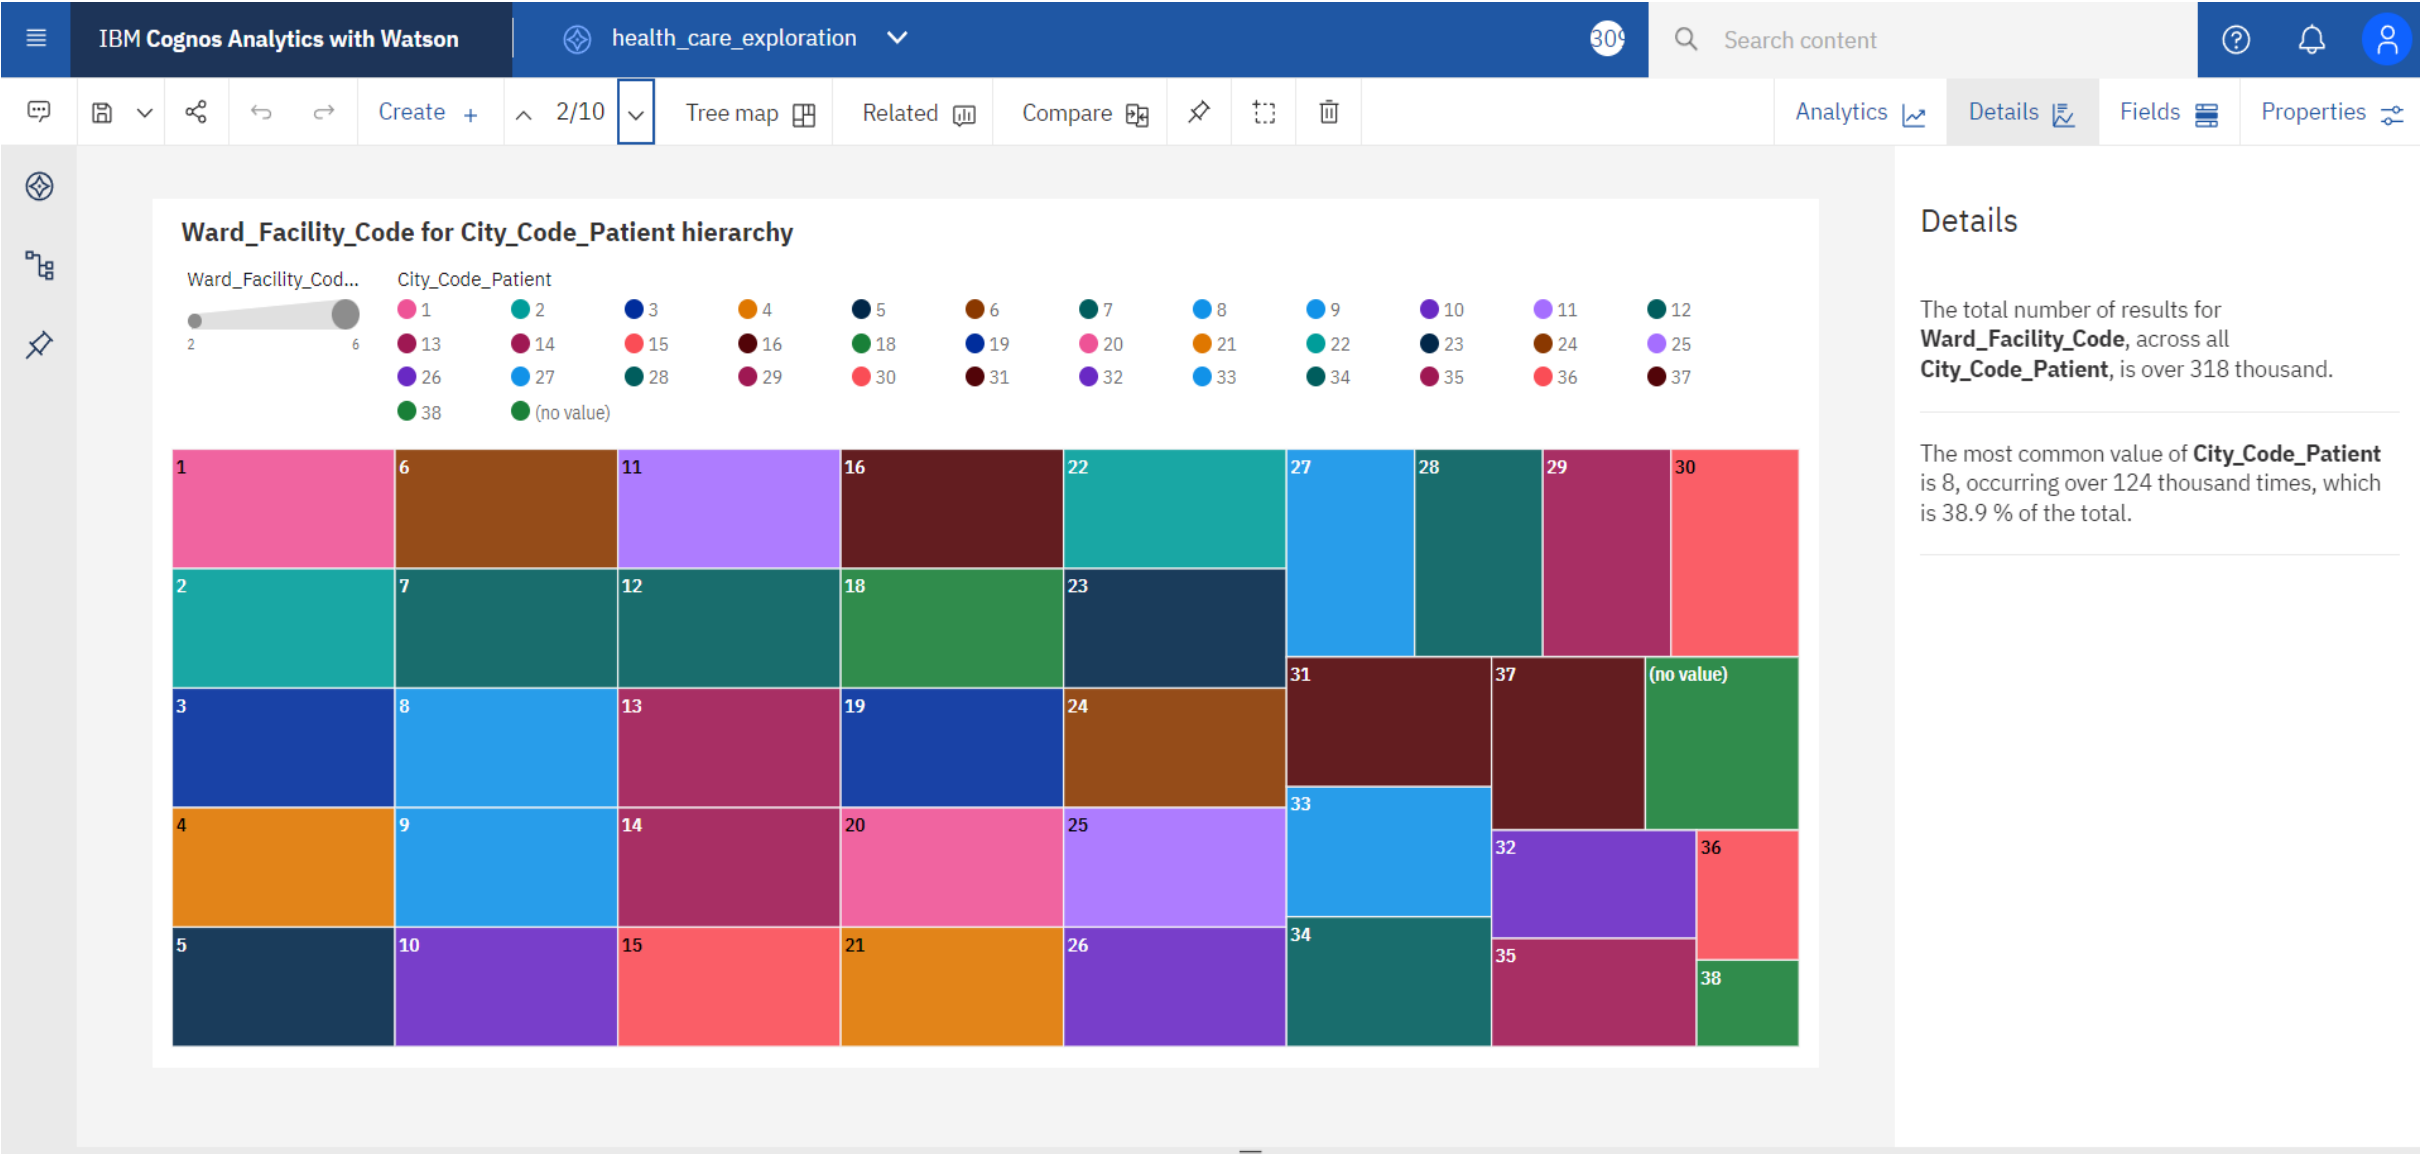 IBM Cognos Analytics with Watson
health_care_exploration
Search content
Create
2/10
Tree map
Related
Compare
Analytics
Details
Fields
Properties
Ward_Facility_Code for City_Code_Patient hierarchy
Ward_Facility_Cod...
2 6
City_Code_Patient
1 2 3 4 5 6 7 8 9 10 11 12
13 14 15 16 18 19 20 21 22 23 24 25
26 27 28 29 30 31 32 33 34 35 36 37
38 (no value)
1 6 11 16 22 27 28 29 30
2 7 12 18 23
31 37 (no value)
3 8 13 19 24
33
4 9 14 20 25
32 36
34
5 10 15 21 26
35
38
Details
The total number of results for
Ward_Facility_Code, across all
City_Code_Patient, is over 318 thousand.
The most common value of City_Code_Patient
is 8, occurring over 124 thousand times, which
is 38.9 % of the total.